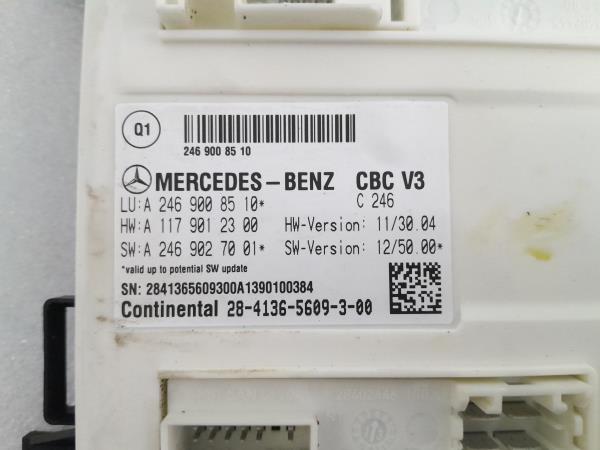 Q1
246 900 85 10
MERCEDES-BENZ CBC V3
LU:A 246 900 85 10* C 246
HW:A 117 901 23 00 HW-Version: 11/30.04
SW:A 246 902 70 01* SW-Version: 12/50.00*
*valid up to potential SW update
SN: 2841365609300A1390100384
Continental 28-4136-5609-3-00